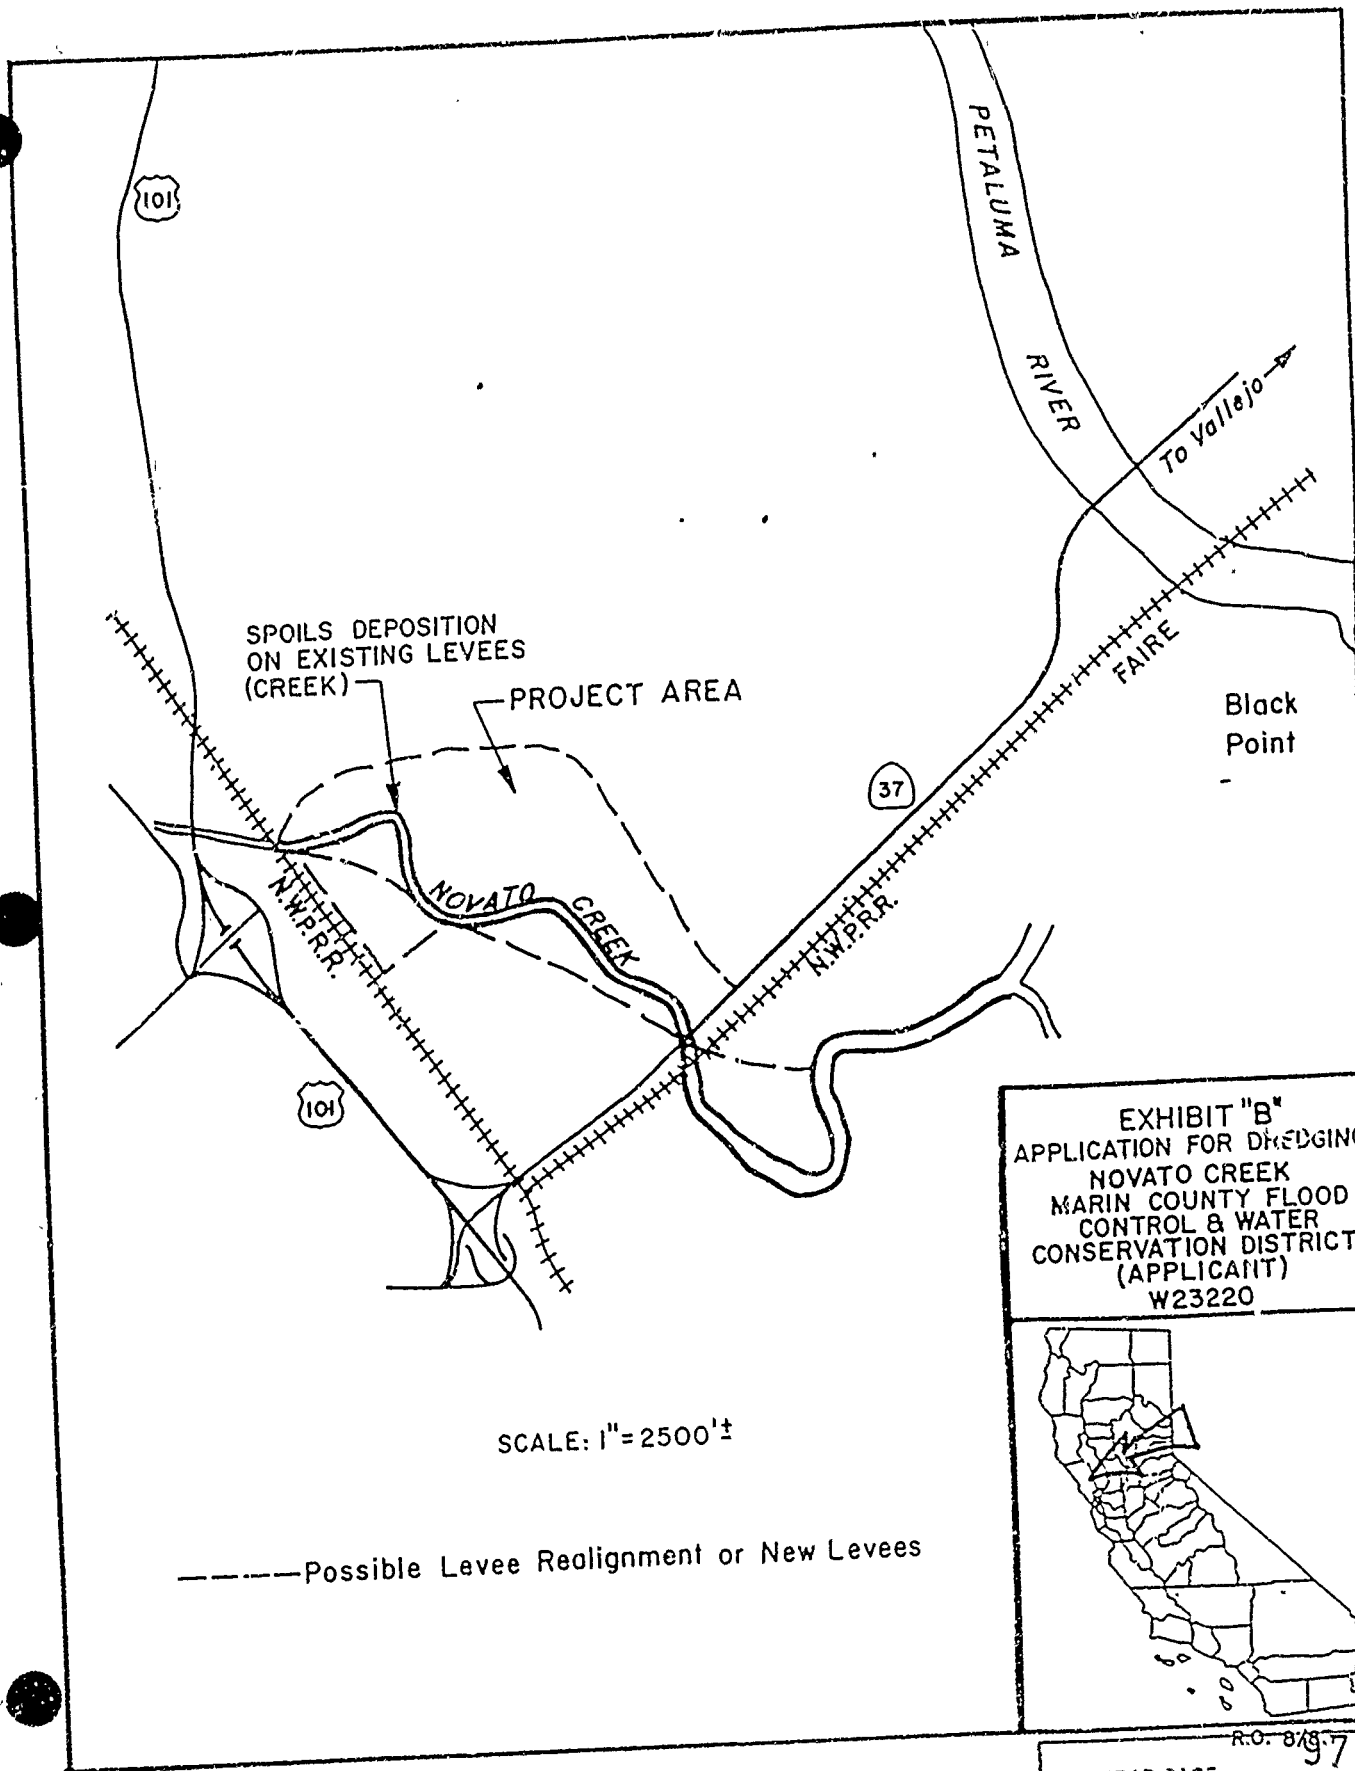 101
PETALUMA
RIVER
To Vallejo
SPOILS DEPOSITION
ON EXISTING LEVEES
(CREEK)
PROJECT AREA
FAIRE
Black
Point
37
NOVATO CREEK
N.W.P.R.R.
N.W.P.R.R.
101
EXHIBIT "B"
APPLICATION FOR DREDGING
NOVATO CREEK
MARIN COUNTY FLOOD
CONTROL & WATER
CONSERVATION DISTRICT
(APPLICANT)
W23220
SCALE: 1"=2500'±
Possible Levee Realignment or New Levees
R.O.
97